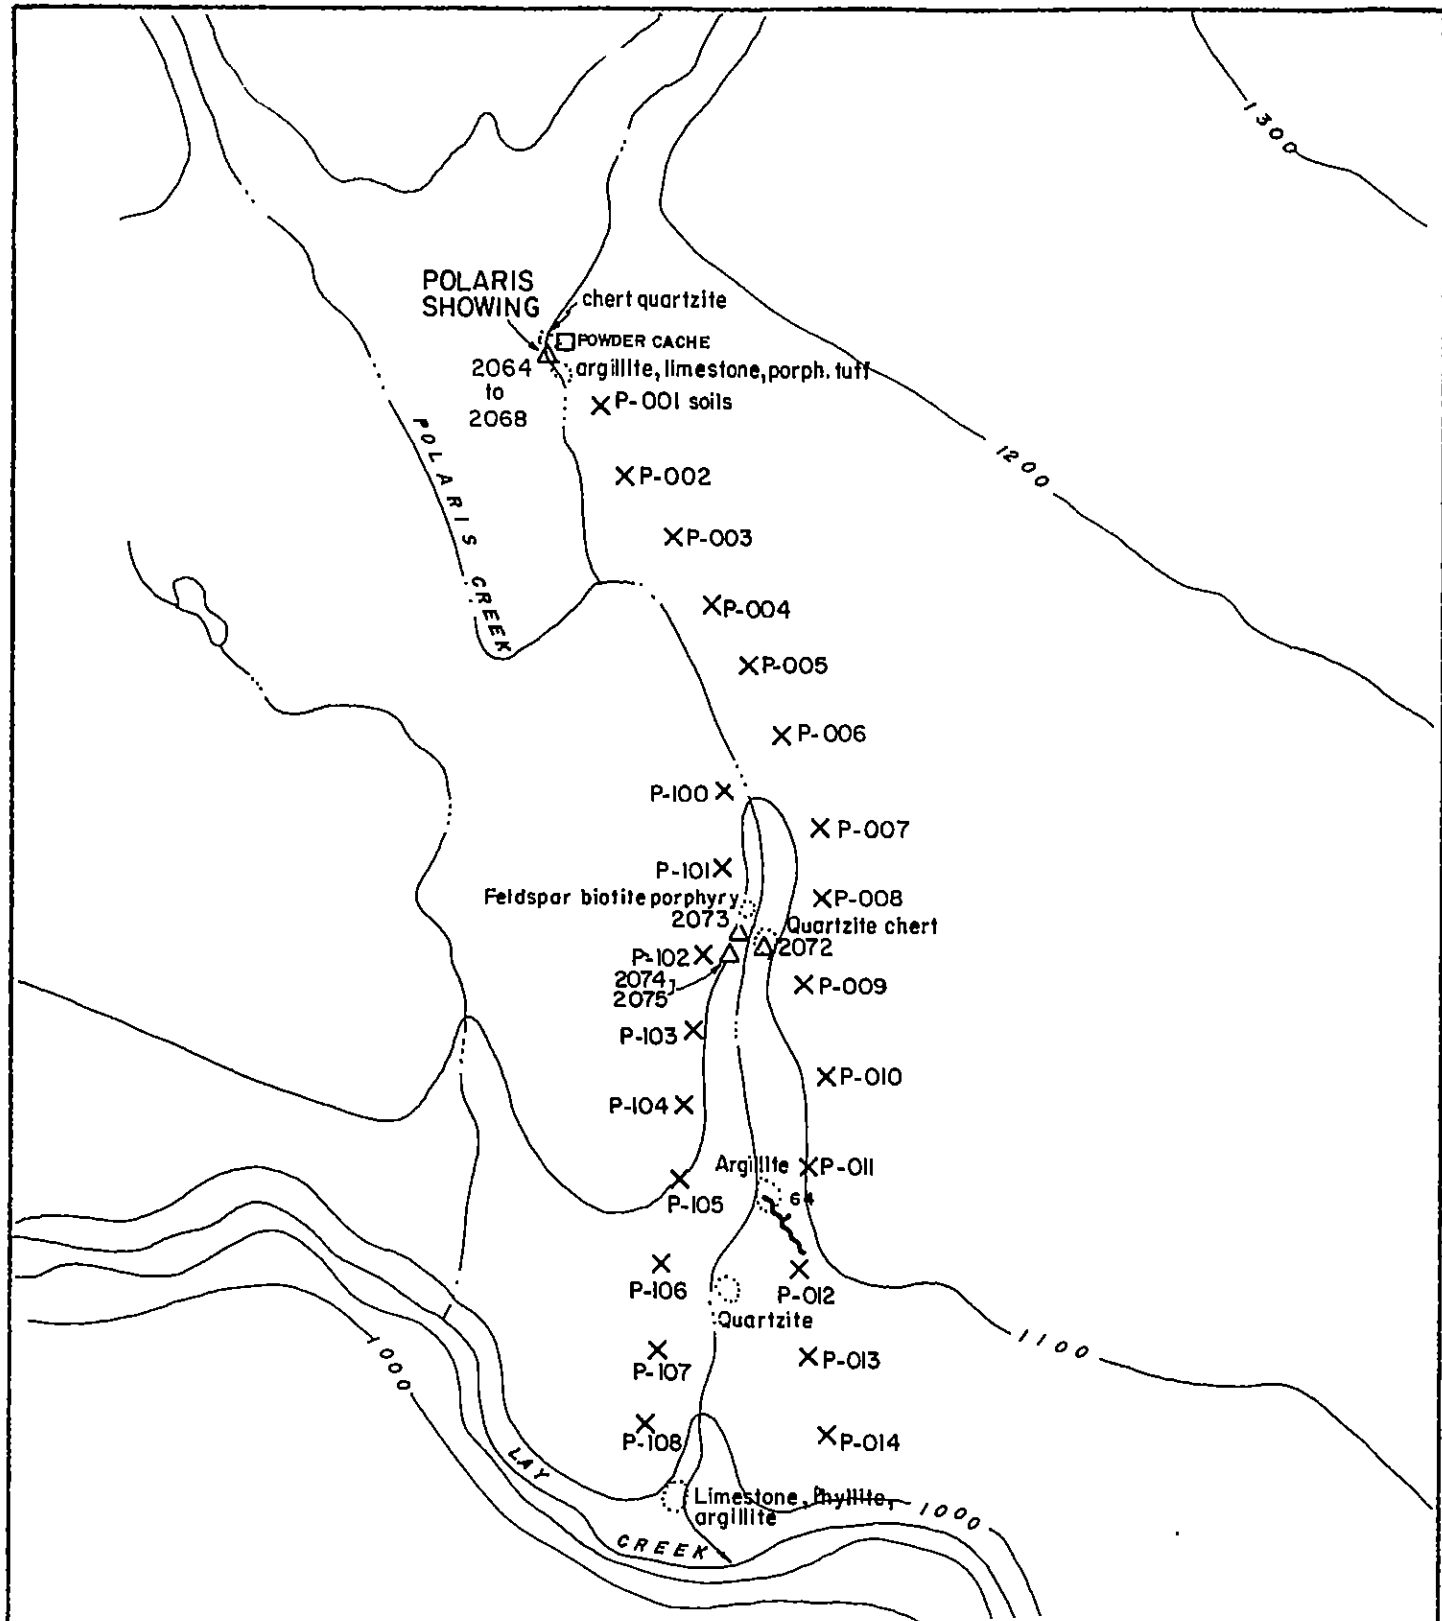 1300
POLARIS
SHOWING
chert quartzite
POWDER CACHE
2064
to
2068
argillite, limestone, porph. tuff
P-001 soils
POLARIS CREEK
1200
P-002
P-003
P-004
P-005
P-006
P-100
P-007
P-101
P-008
Feldspar biotite porphyry
2073
Quartzite chert
2072
P-102
2074
2075
P-009
P-103
P-010
P-104
Argillite
P-011
64
P-105
P-106
P-012
Quartzite
1100
1000
P-107
P-013
P-108
P-014
LAY CREEK
Limestone, Phyllite,
argillite
1000